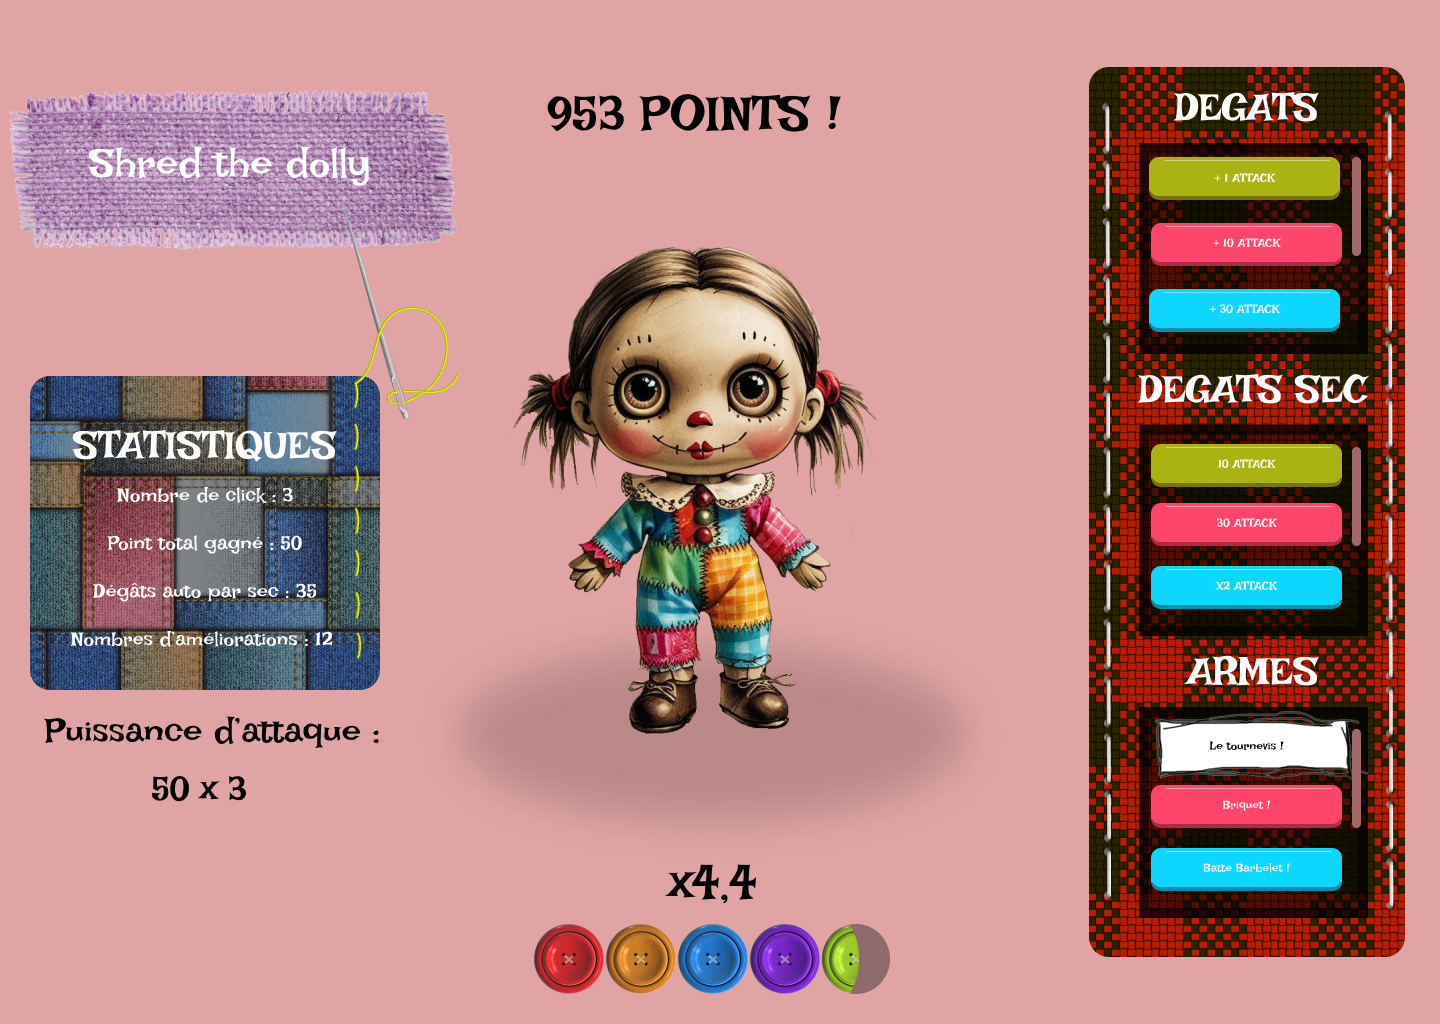 Shred the dolly
953 POINTS !
STATISTIQUES
Nombre de click : 3
Point total gagné : 50
Dégâts auto par sec : 35
Nombres d'améliorations : 12
Puissance d'attaque :
50 x 3
x4,4
DEGATS
+ 1 ATTACK
+ 10 ATTACK
+ 30 ATTACK
DEGATS SEC
10 ATTACK
30 ATTACK
X2 ATTACK
ARMES
Le tournevis !
Briquet !
Batte Barbelet !